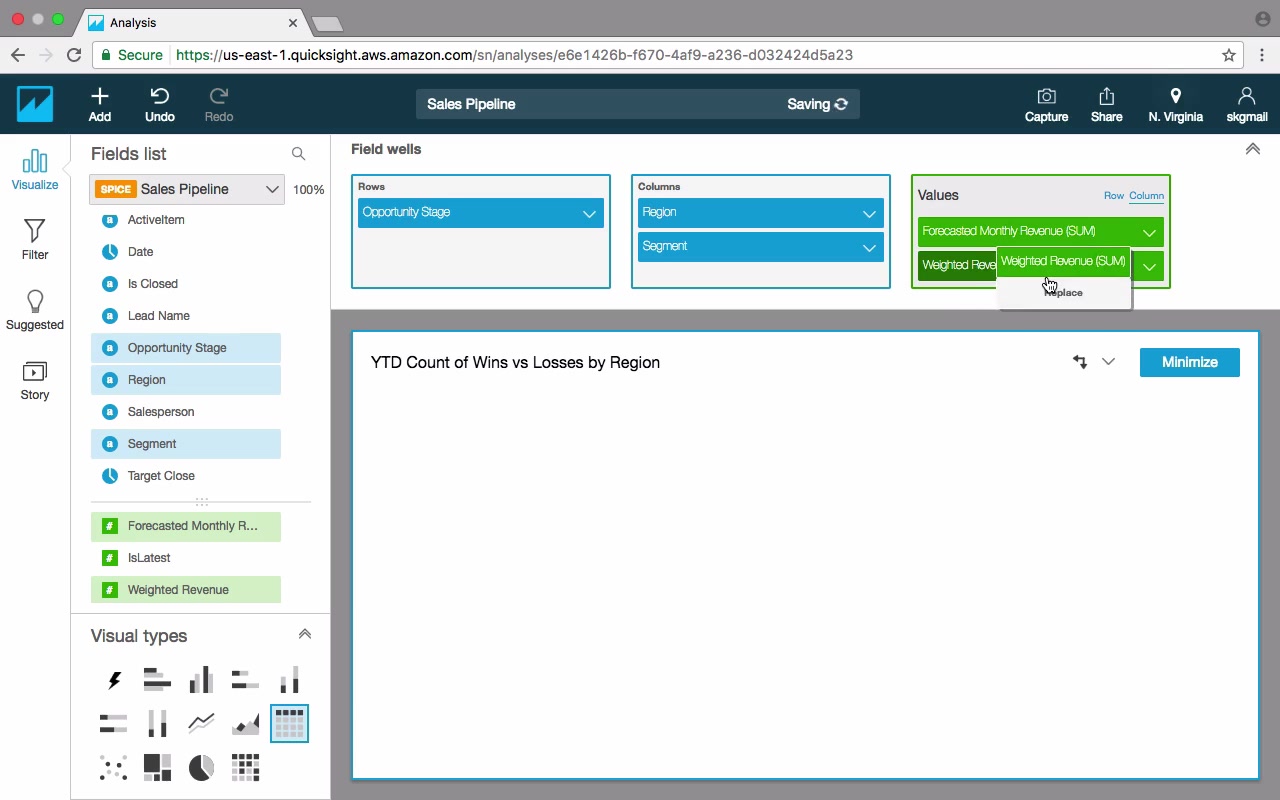 Analysis
Secure
https://us-east-1.quicksight.aws.amazon.com/sn/analyses/e6e1426b-f670-4af9-a236-d032424d5a23
Add
Undo
Redo
Sales Pipeline
Saving
Capture
Share
N. Virginia
skgmail
Visualize
Filter
Suggested
Story
Fields list
SPICE Sales Pipeline
100%
a ActiveItem
Date
a Is Closed
a Lead Name
a Opportunity Stage
a Region
a Salesperson
a Segment
Target Close
# Forecasted Monthly R...
# IsLatest
# Weighted Revenue
Visual types
Field wells
Rows
Opportunity Stage
Columns
Region
Segment
Values
Row Column
Forecasted Monthly Revenue (SUM)
Weighted Reve
Weighted Revenue (SUM)
Replace
YTD Count of Wins vs Losses by Region
Minimize